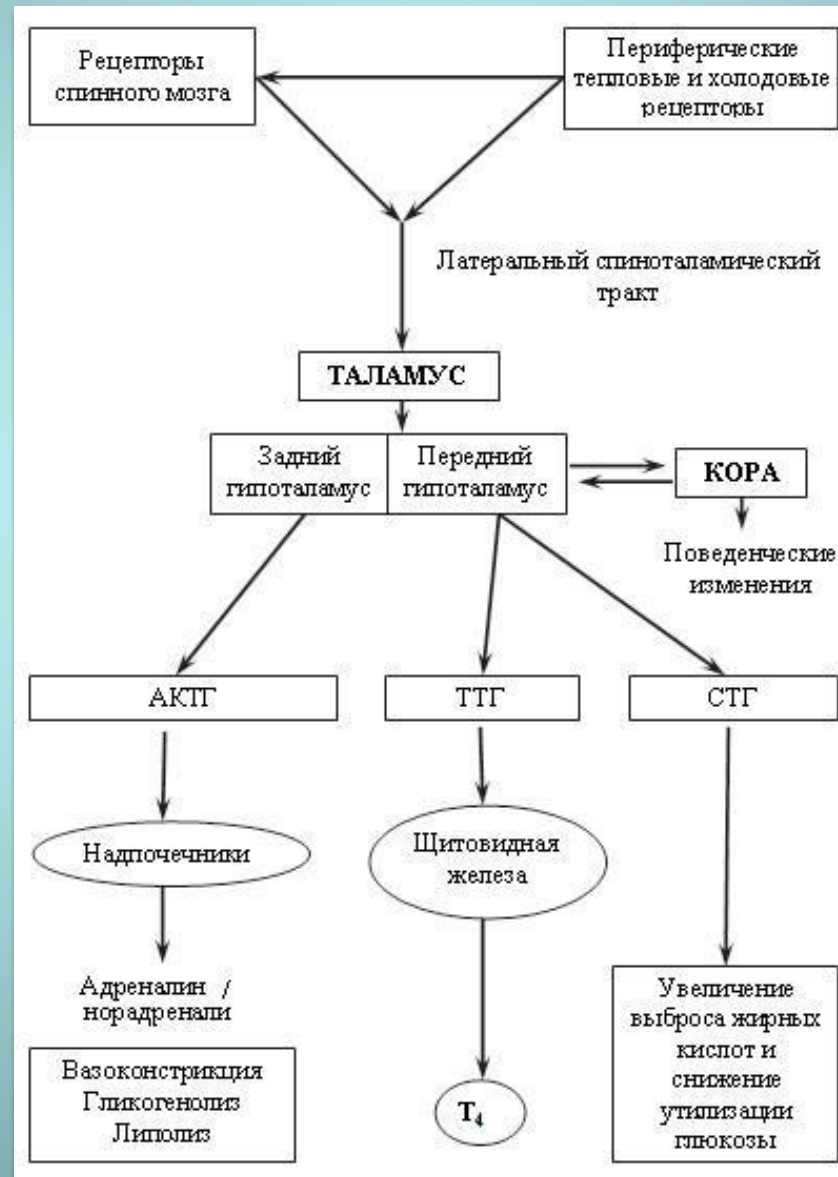 Рецепторы
спинного мозга
Периферические
тепловые и холодовые
рецепторы
Латеральный спиноталамический
тракт
ТАЛАМУС
Задний
гипоталамус
Передний
гипоталамус
КОРА
Поведенческие
изменения
АКТГ
ТТГ
СТГ
Надпочечники
Щитовидная
железа
Адреналин /
норадренали
Вазоконстрикция
Гликогенолиз
Липолиз
Т₄
Увеличение
выброса жирных
кислот и
снижение
утилизации
глюкозы